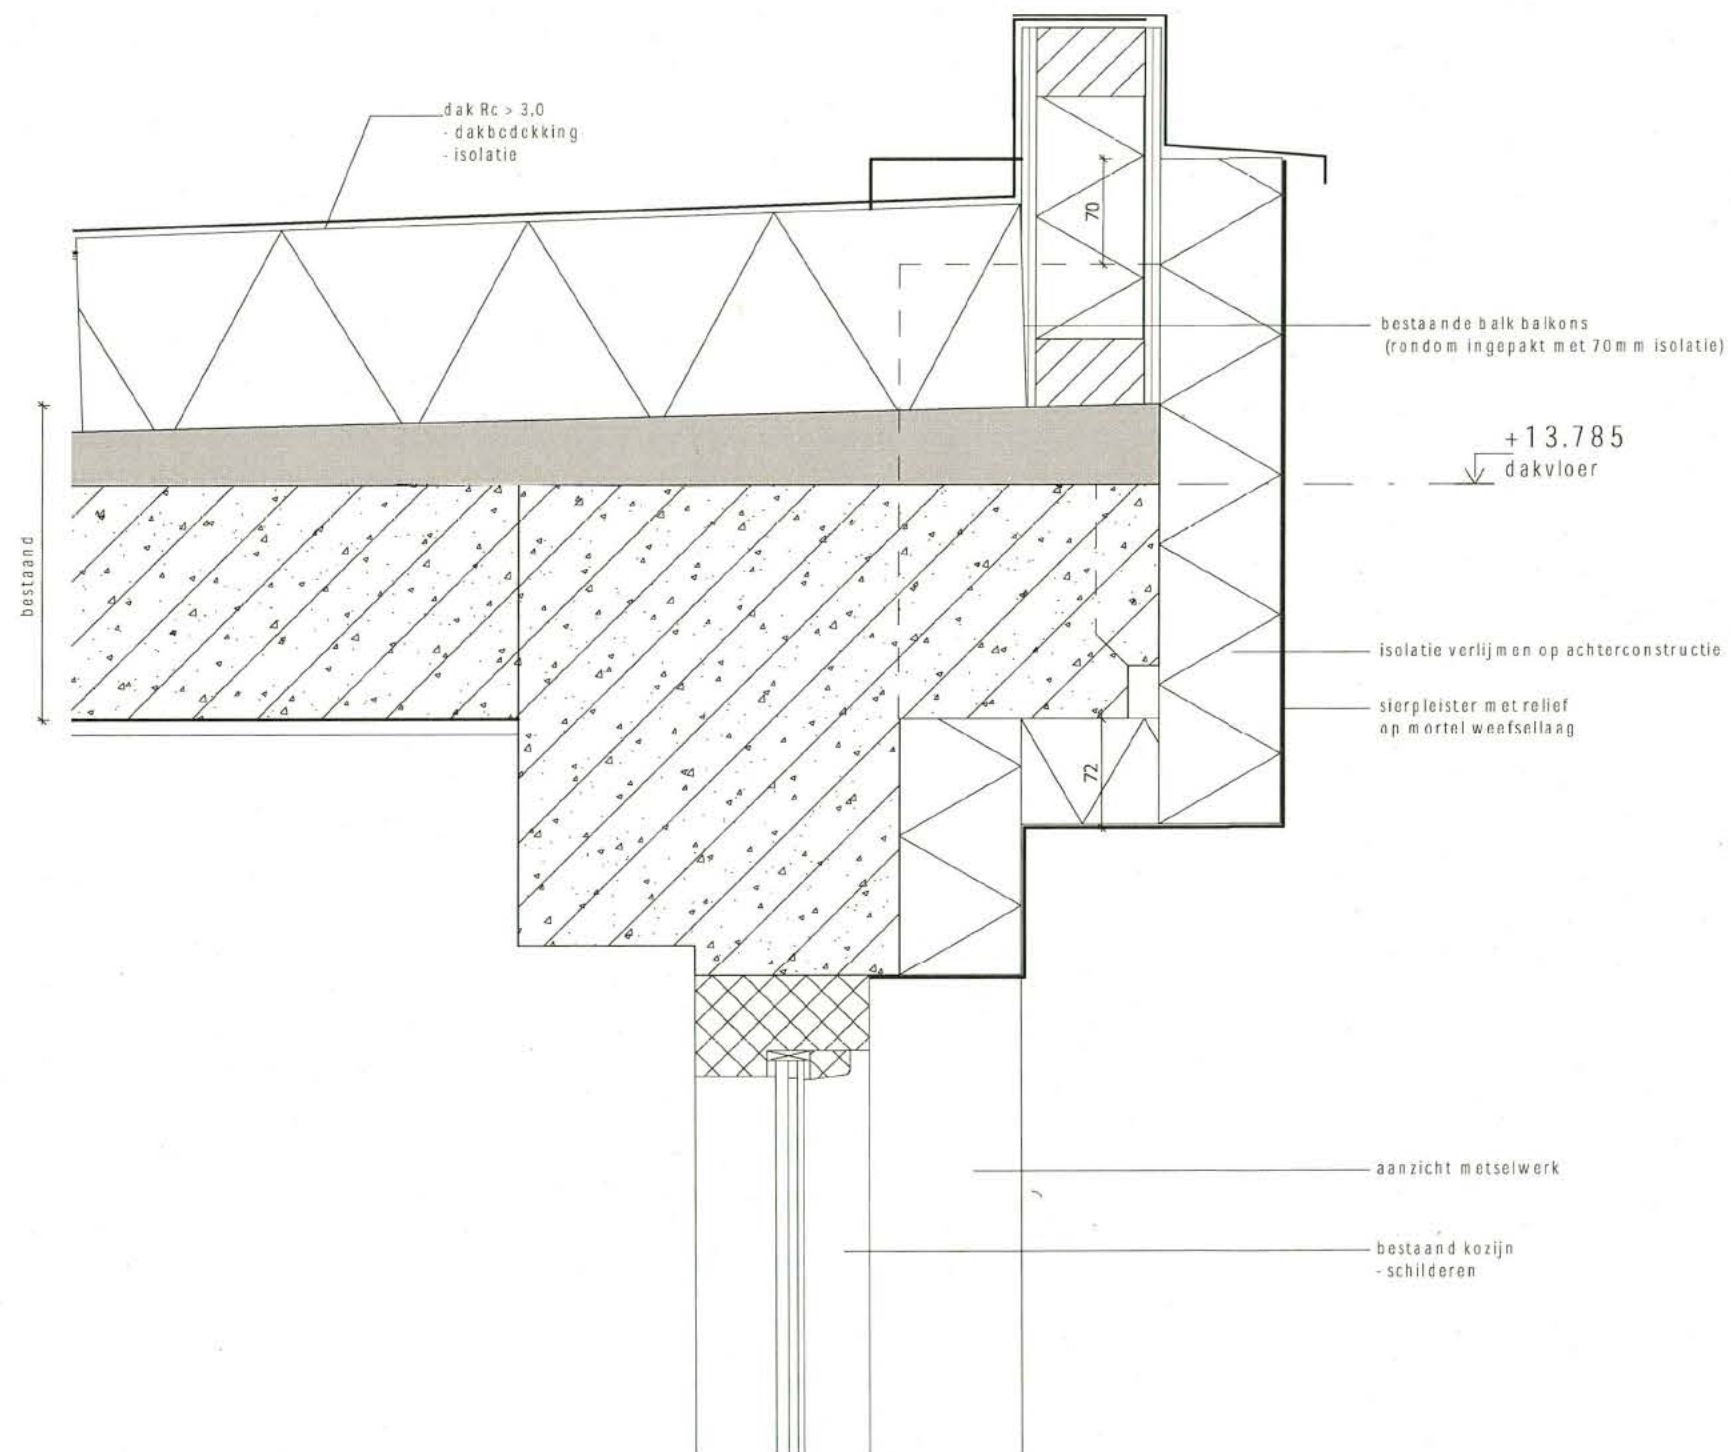 dak Rc > 3,0
- dakbedekking
- isolatie
70
bestaande balk balkons
(rondom ingepakt met 70mm isolatie)
+13.785
dakvloer
bestaand
isolatie verlijmen op achterconstructie
sierpleister met relief
op mortel weefsellaag
72
aanzicht metselwerk
bestaand kozijn
- schilderen